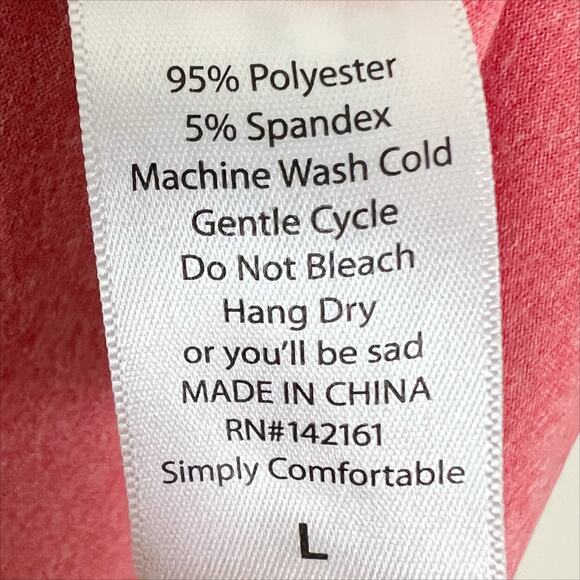 95% Polyester
5% Spandex
Machine Wash Cold
Gentle Cycle
Do Not Bleach
Hang Dry
or you'll be sad
MADE IN CHINA
RN#142161
Simply Comfortable
L